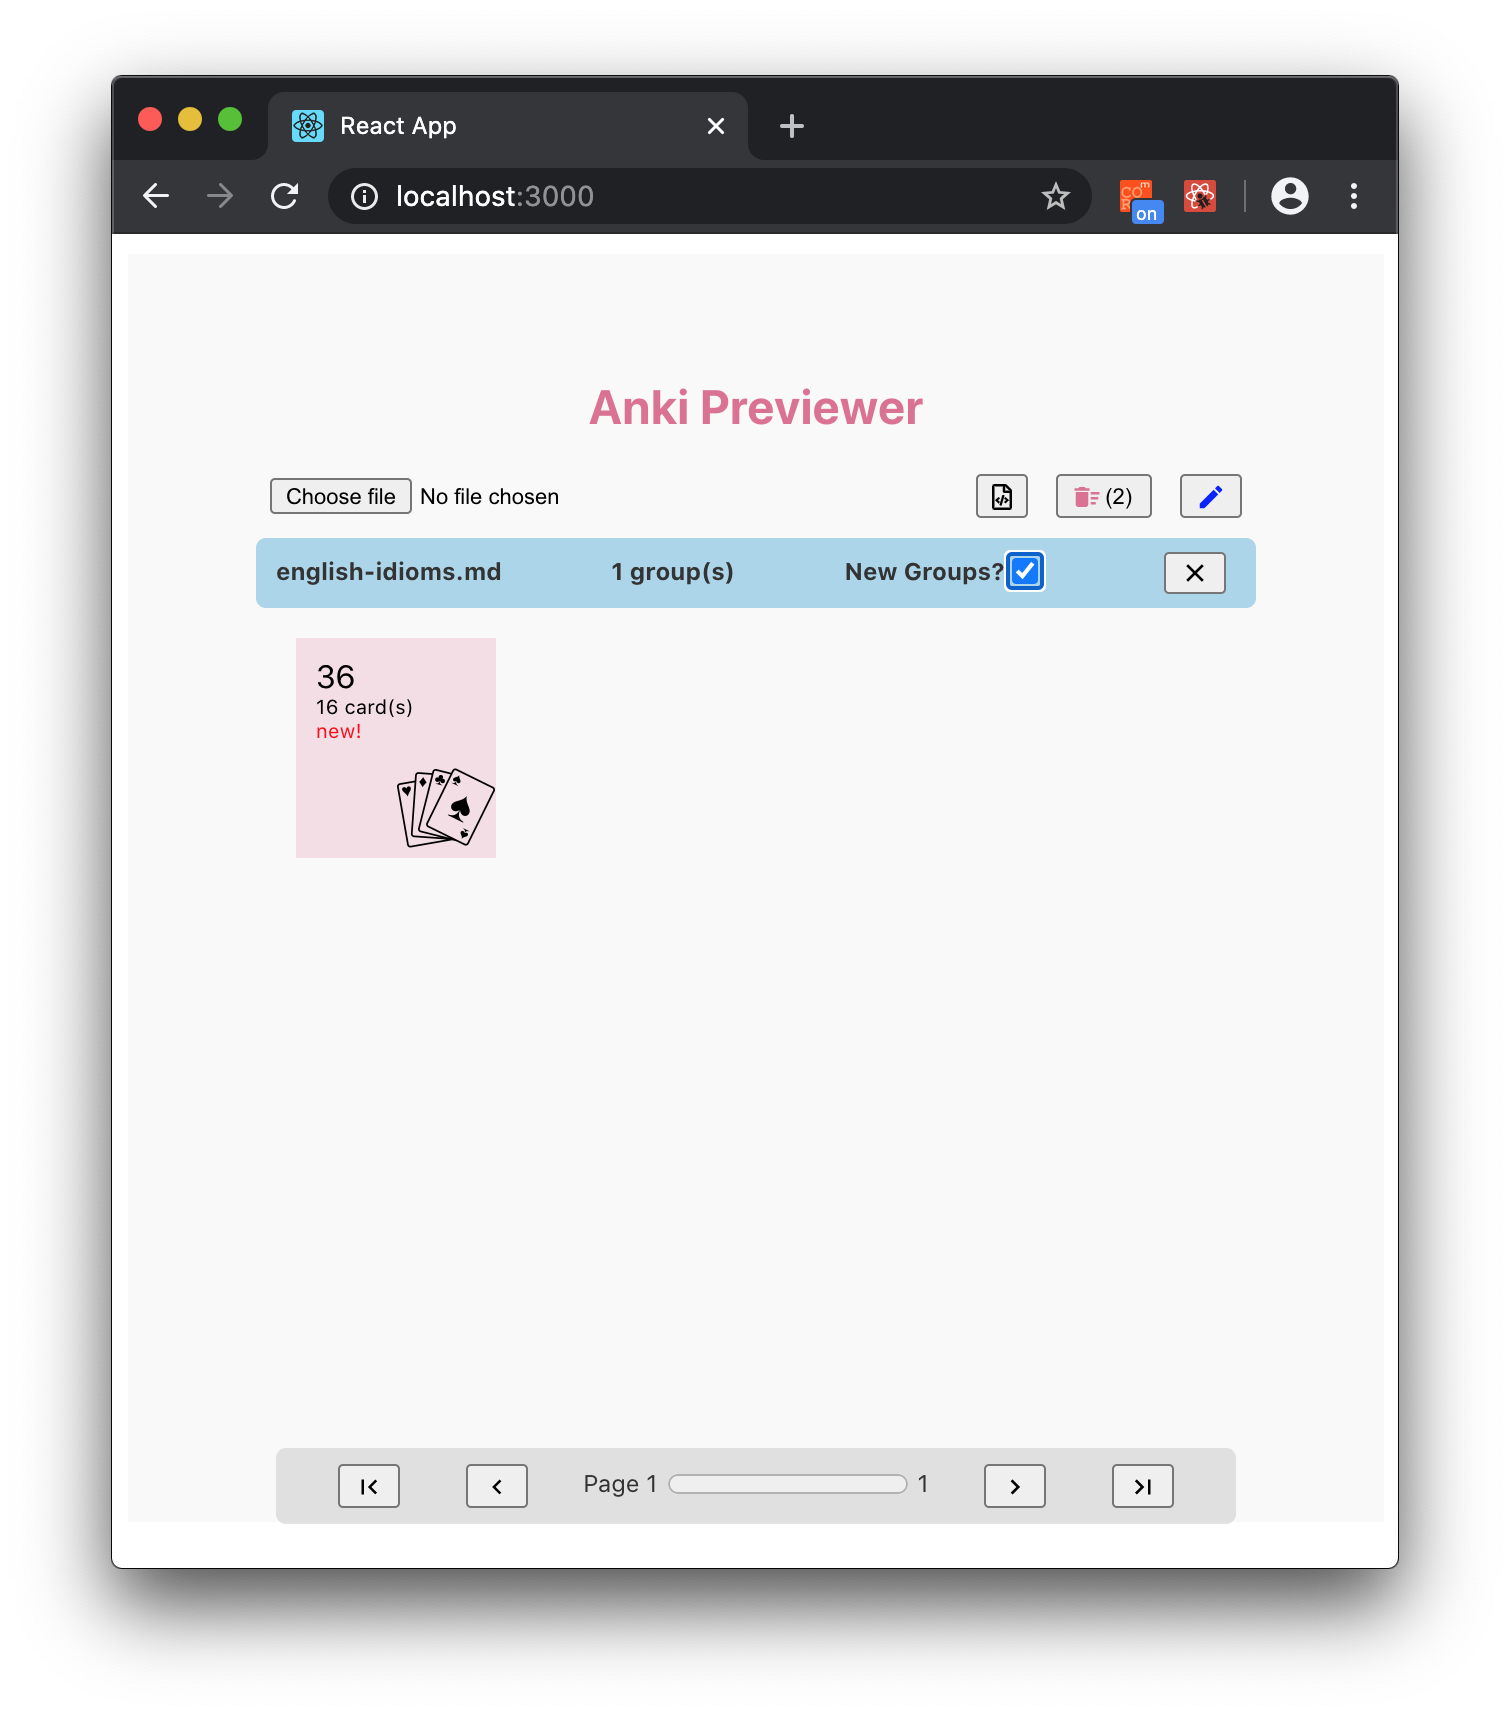 React App
localhost:3000
on
Anki Previewer
Choose file No file chosen
(2)
english-idioms.md 1 group(s) New Groups?
36
16 card(s)
new!
Page 1 1